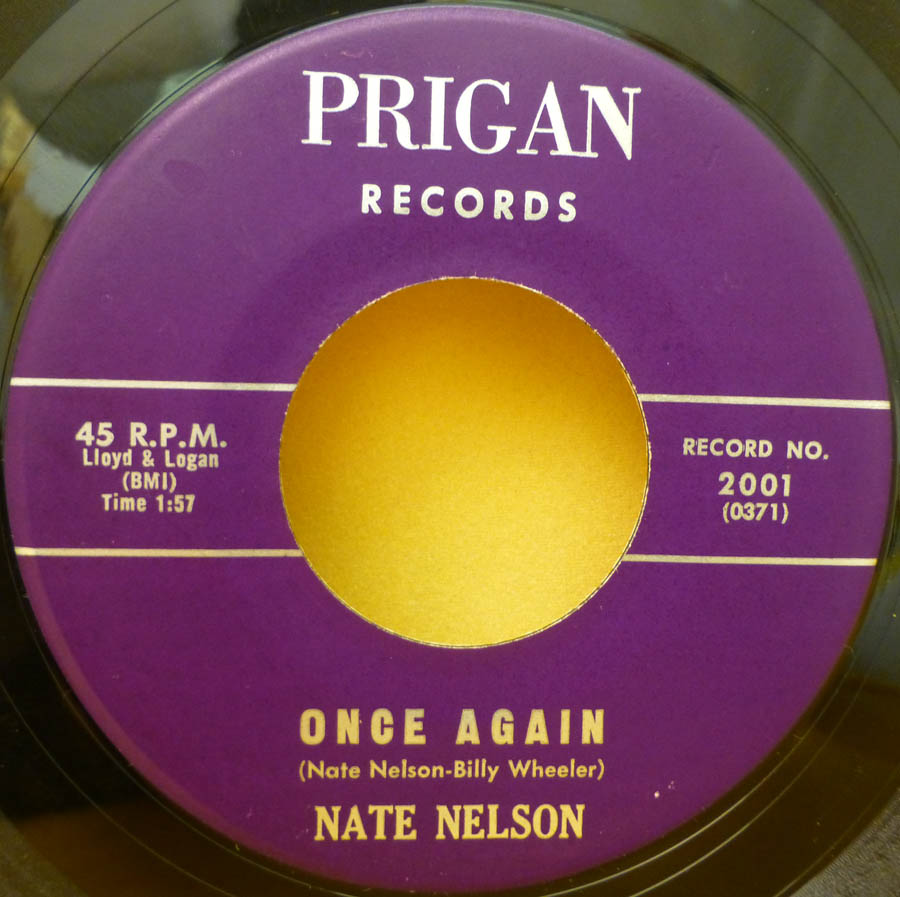 PRIGAN
RECORDS
45 R.P.M.
Lloyd & Logan
(BMI)
Time 1:57
RECORD NO.
2001
(0371)
ONCE AGAIN
(Nate Nelson-Billy Wheeler)
NATE NELSON